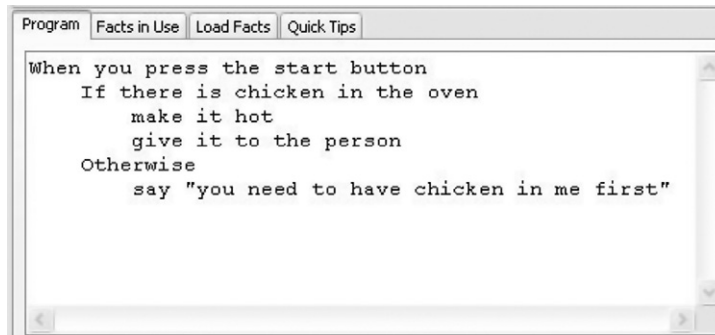 Program Facts in Use Load Facts Quick Tips
When you press the start button
If there is chicken in the oven
make it hot
give it to the person
Otherwise
say "you need to have chicken in me first"